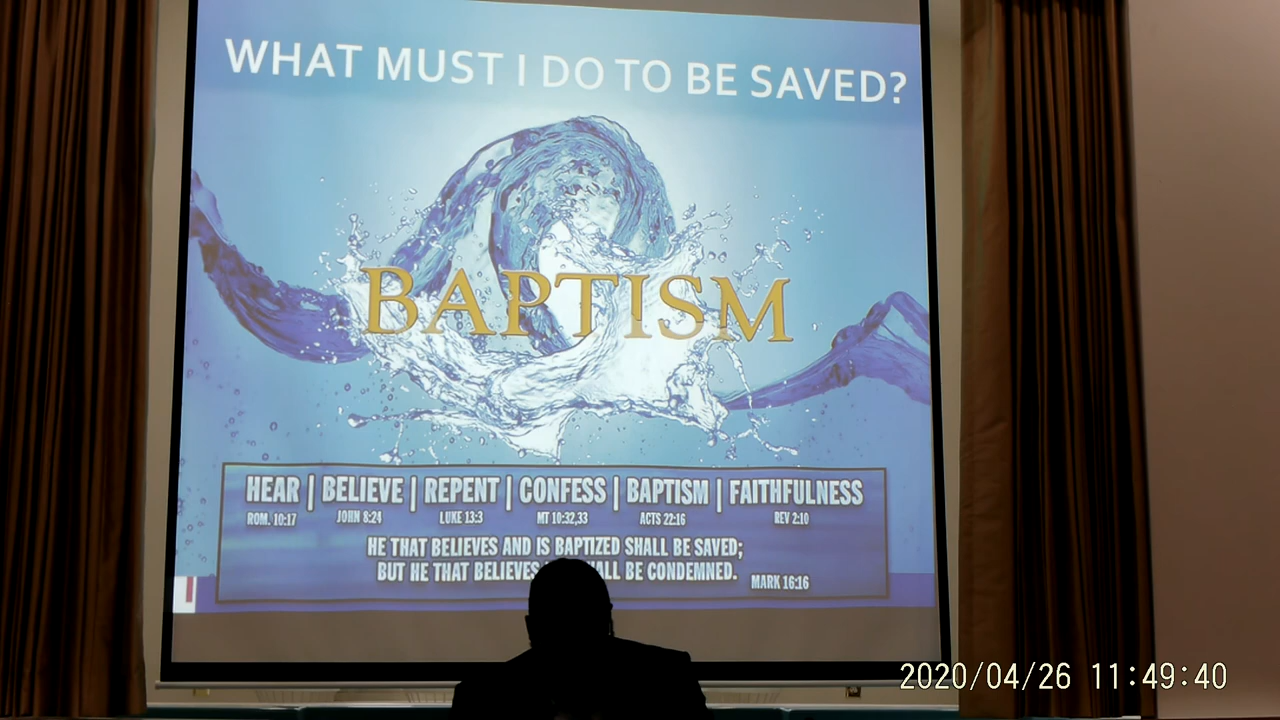 WHAT MUST I DO TO BE SAVED?
BAPTISM
HEAR | BELIEVE | REPENT | CONFESS | BAPTISM | FAITHFULNESS
ROM. 10:17 JOHN 8:24 LUKE 13:3 MT 10:32,33 ACTS 22:16 REV 2:10
HE THAT BELIEVES AND IS BAPTIZED SHALL BE SAVED;
BUT HE THAT BELIEVES ALL BE CONDEMNED. MARK 16:16
2020/04/26 11:49:40